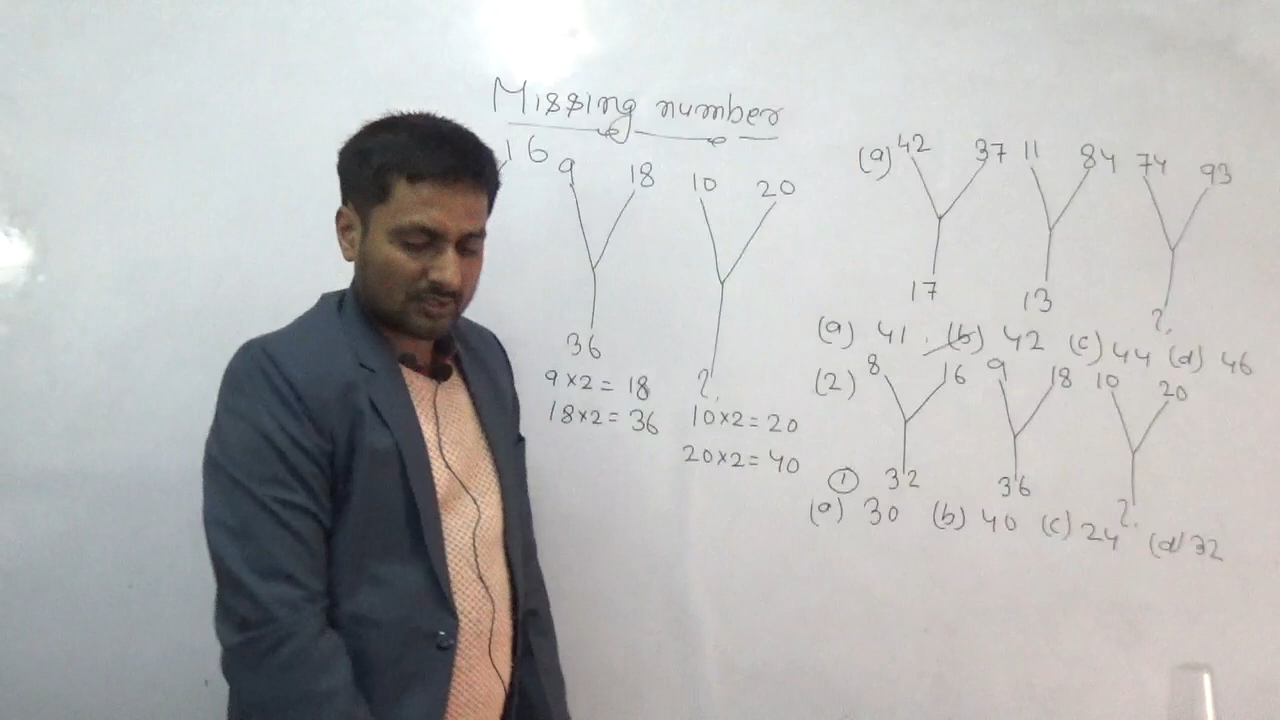 Missing number
16
9 18 10 20
36 ?
9×2=18
18×2=36 10×2=20
20×2=40
(a) 42 37 11 84 74 93
17 13 ?
(a) 41. (b) 42 (c) 44 (d) 46
(2) 8 16 9 18 10 20
① 32 36 ?
(a) 30 (b) 40 (c) 24 (d) 32